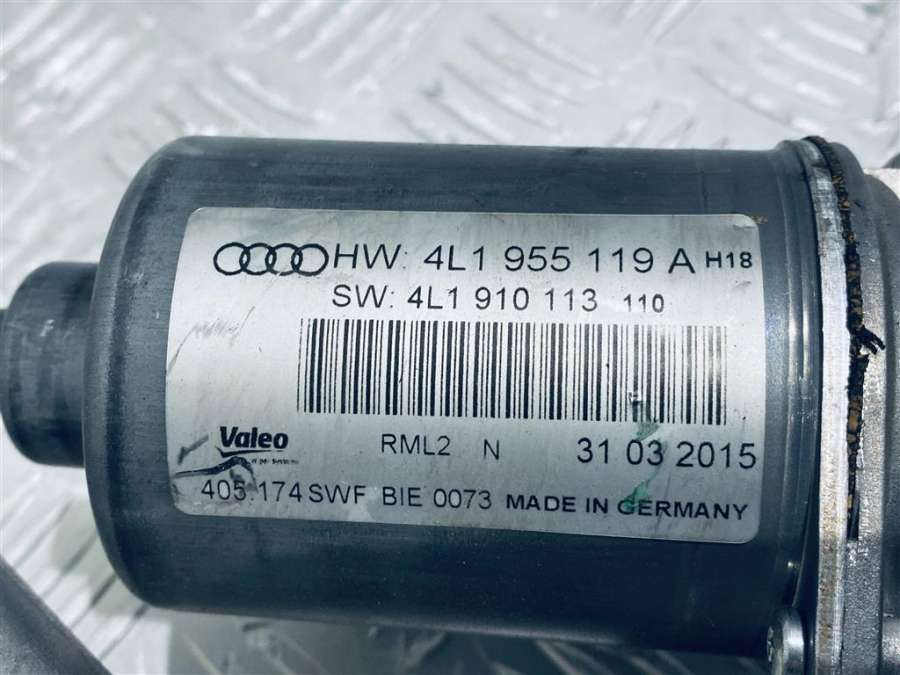 HW: 4L1 955 119 A H18
SW: 4L1 910 113 110
Valeo
RML2 N 31 03 2015
405.174 SWF BIE 0073 MADE IN GERMANY